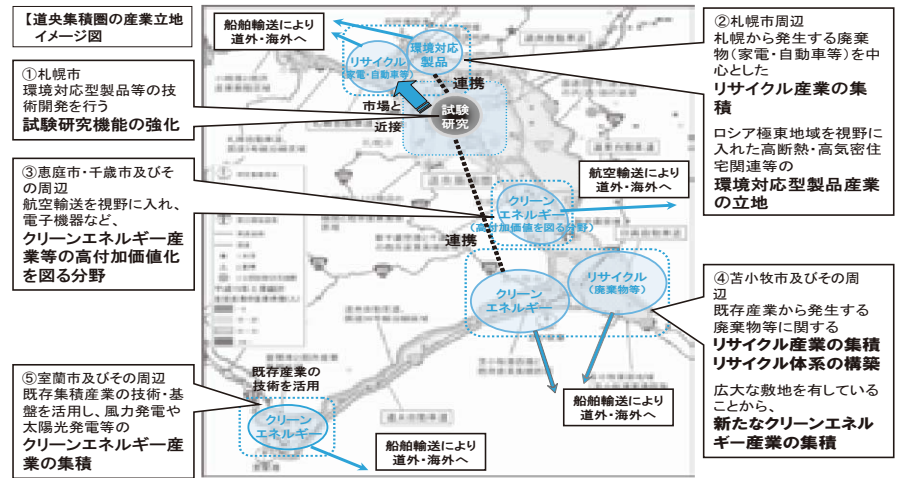 【道央集積圏の産業立地
イメージ図
①札幌市
環境対応型製品等の技
術開発を行う
試験研究機能の強化
③恵庭市・千歳市及びそ
の周辺
航空輸送を視野に入れ、
電子機器など、
クリーンエネルギー産
業等の高付加価値化
を図る分野
⑤室蘭市及びその周辺
既存集積産業の技術・基
盤を活用し、風力発電や
太陽光発電等の
クリーンエネルギー産
業の集積
船舶輸送により
道外・海外へ
リサイクル
(家電・自動車等)
環境対応
製品
連携
市場と
近接
試験
研究
航空輸送により
道外・海外へ
クリーン
エネルギー
(高付加価値を図る分野)
連携
クリーン
エネルギー
リサイクル
(廃棄物等)
船舶輸送により
道外・海外へ
既存産業の
技術を活用
クリーン
エネルギー
船舶輸送により
道外・海外へ
②札幌市周辺
札幌から発生する廃棄
物(家電・自動車等)を中
心とした
リサイクル産業の集
積
ロシア極東地域を視野に
入れた高断熱・高気密住
宅関連等の
環境対応型製品産業
の立地
④苫小牧市及びその周
辺
既存産業から発生する
廃棄物等に関する
リサイクル産業の集積
リサイクル体系の構築
広大な敷地を有している
ことから、
新たなクリーンエネル
ギー産業の集積